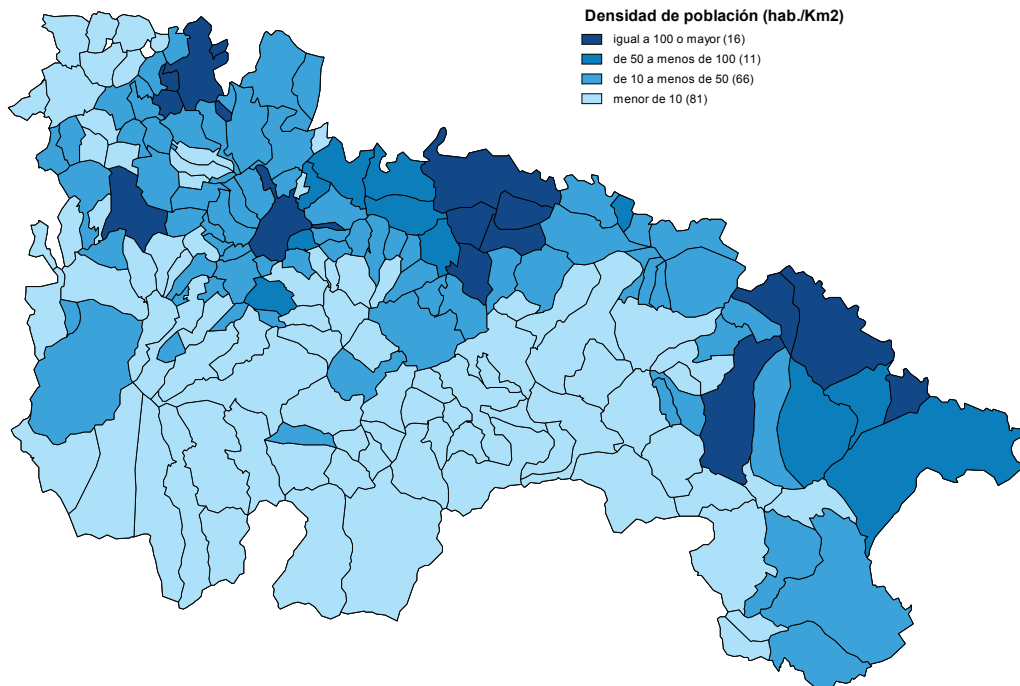 Densidad de población (hab./Km2)
igual a 100 o mayor (16)
de 50 a menos de 100 (11)
de 10 a menos de 50 (66)
menor de 10 (81)